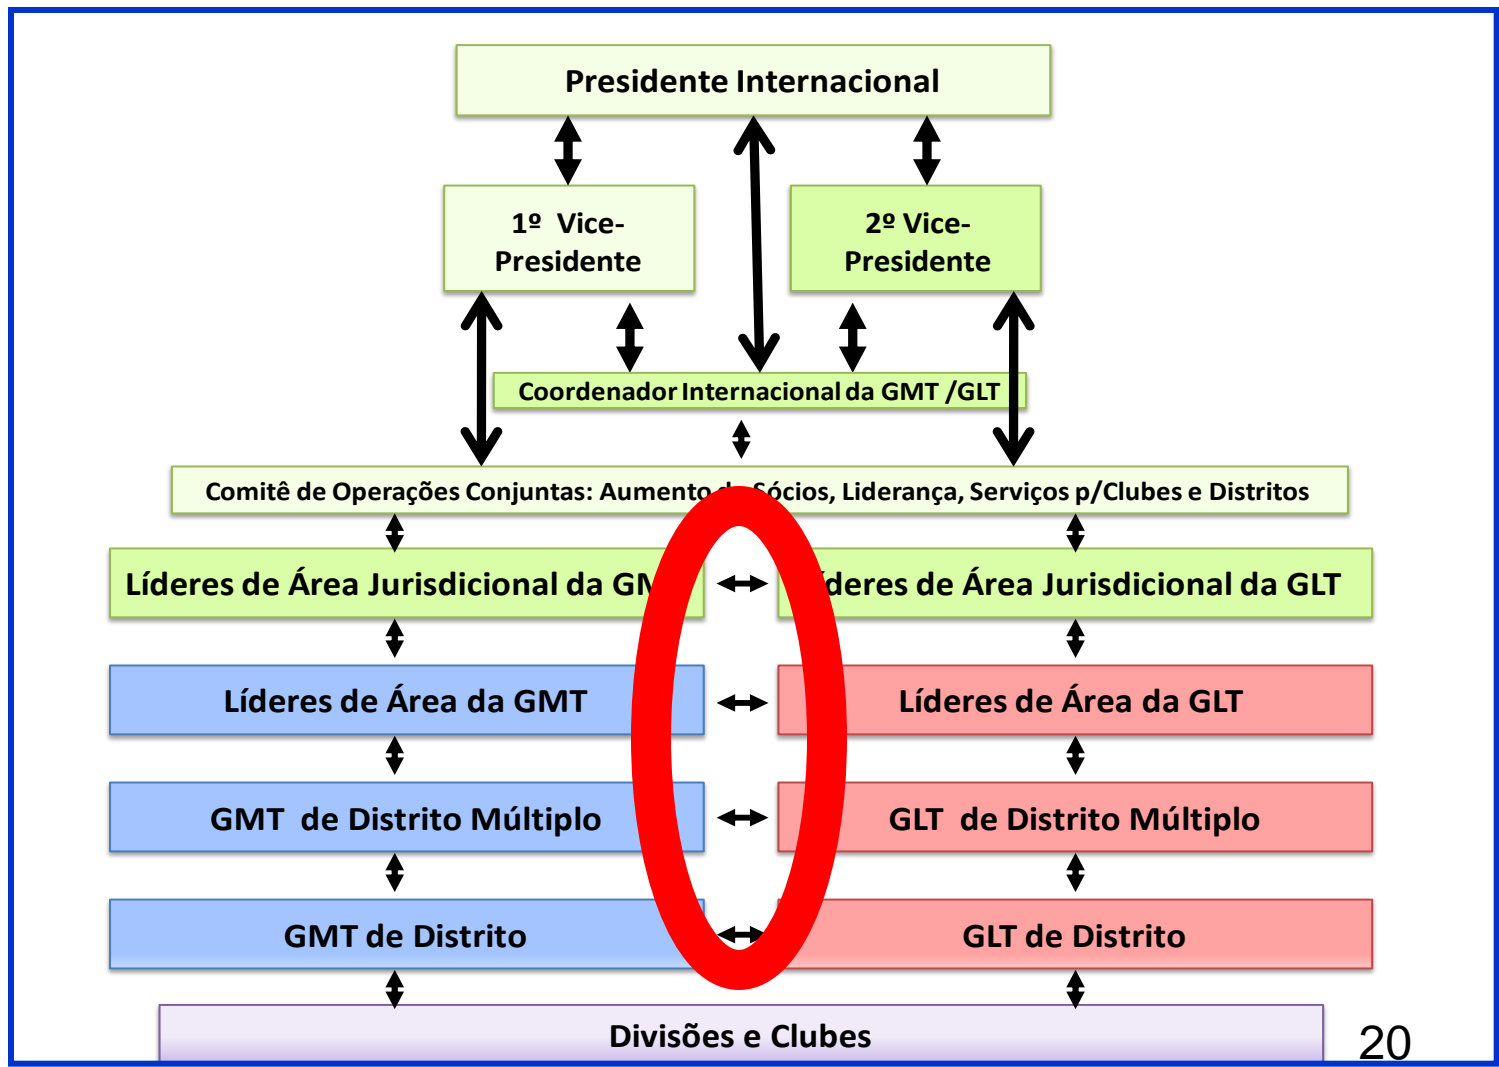 Presidente Internacional
1º Vice-
Presidente
2º Vice-
Presidente
Coordenador Internacional da GMT /GLT
Comitê de Operações Conjuntas: Aumento Sócios, Liderança, Serviços p/Clubes e Distritos
Líderes de Área Jurisdicional da
de Área Jurisdicional da GLT
Líderes de Área da GMT
Líderes de Área da GLT
GMT de Distrito Múltiplo
GLT de Distrito Múltiplo
GMT de Distrito
GLT de Distrito
Divisões e Clubes
20